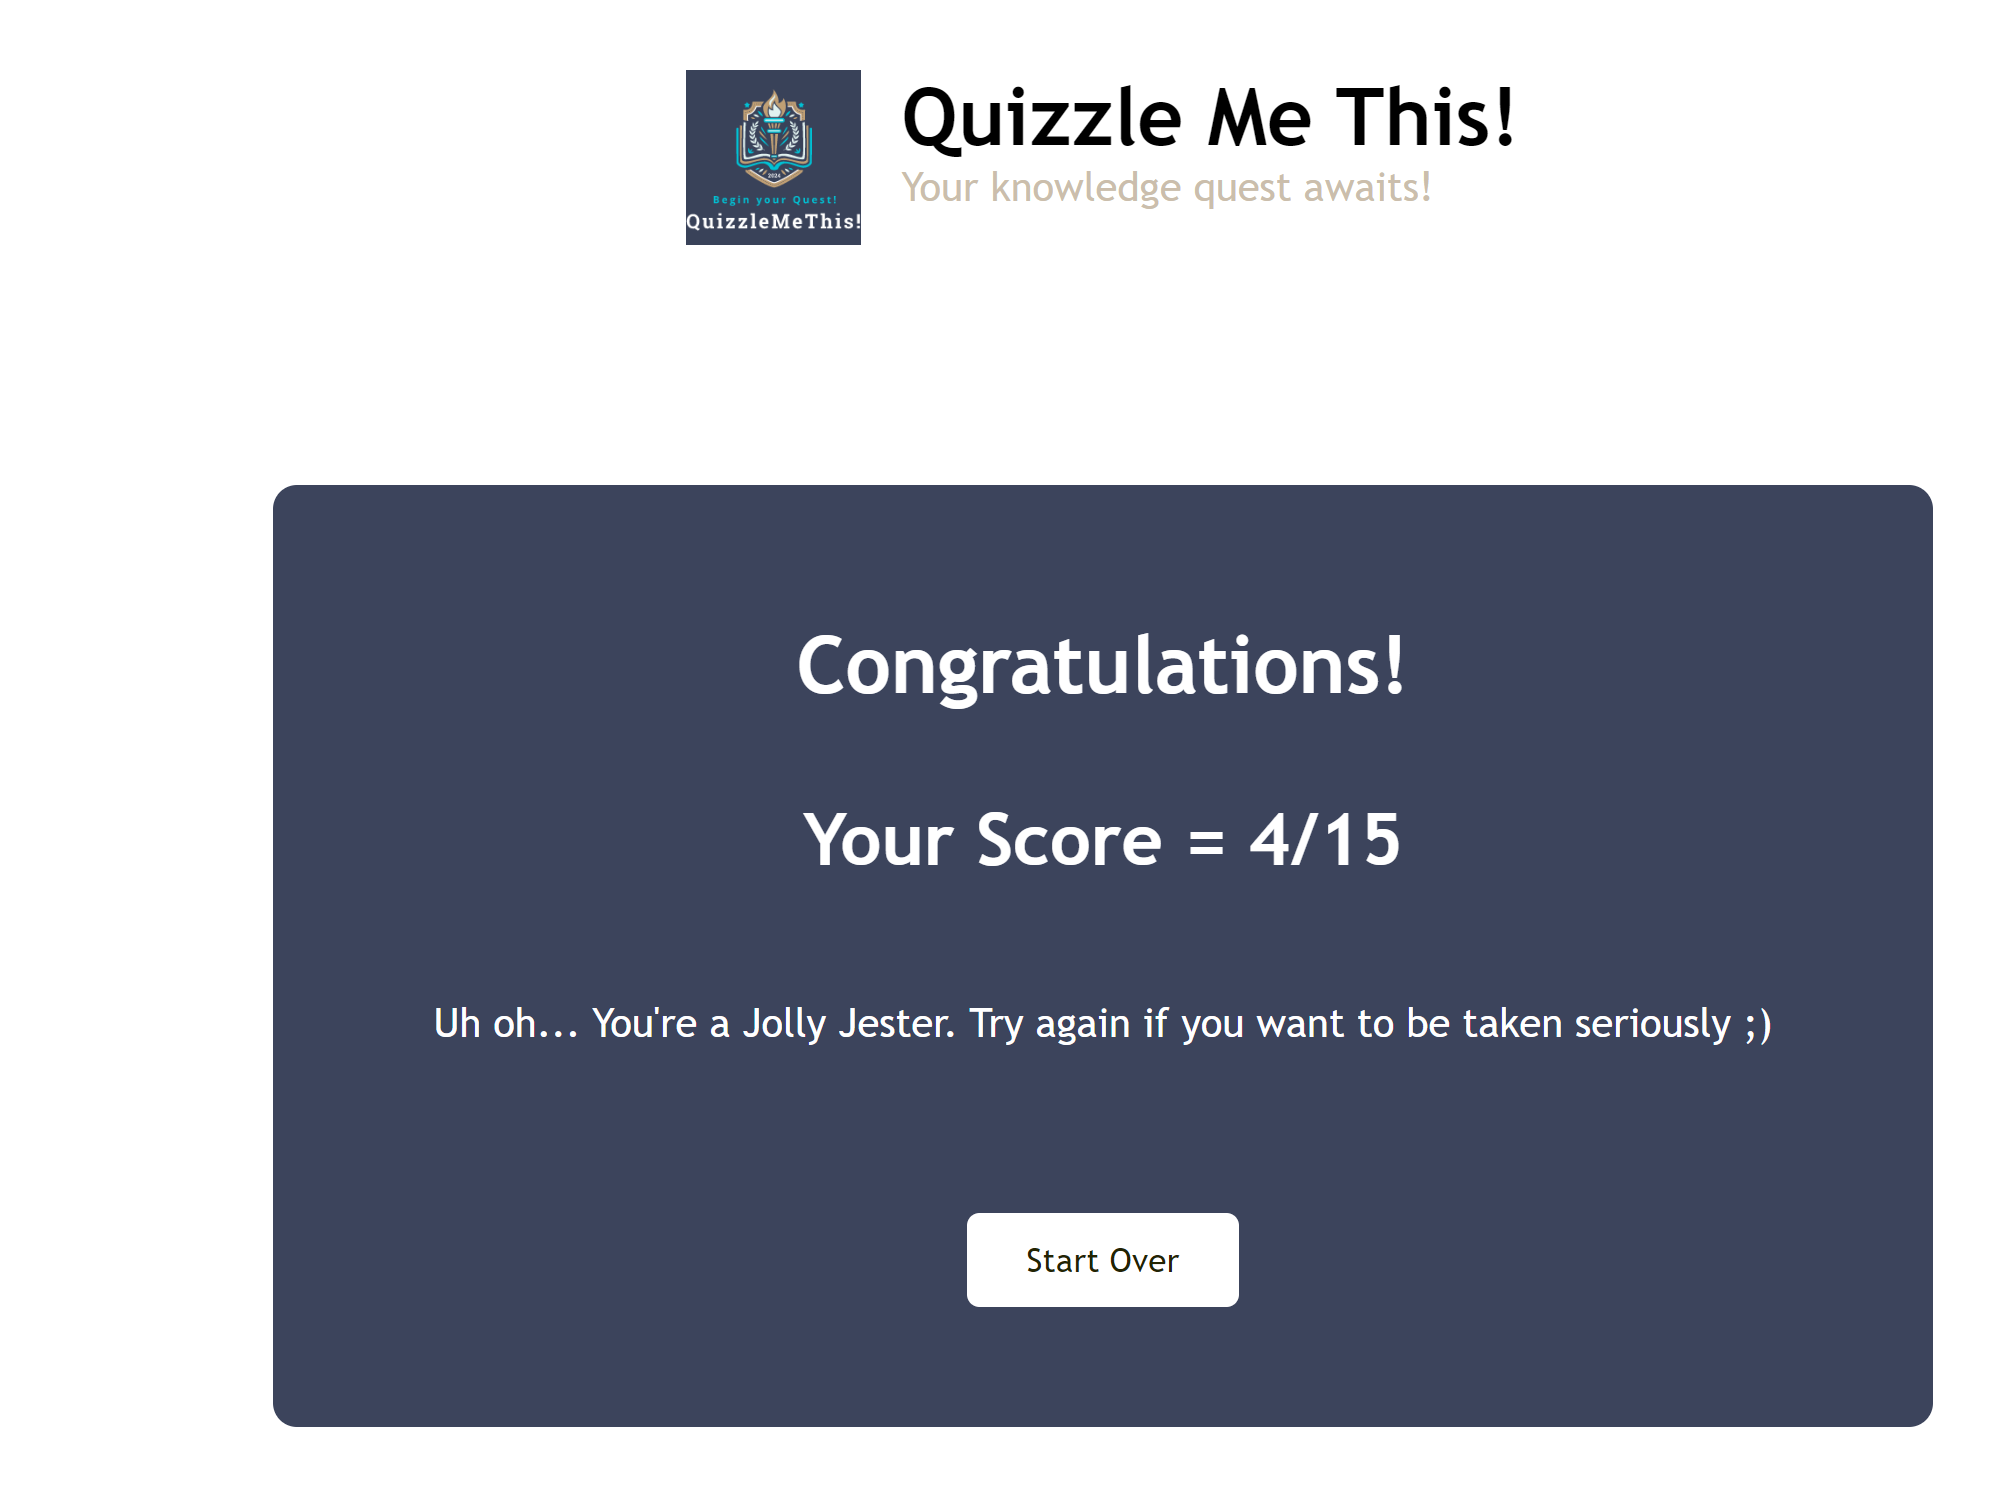 2024
Begin your Quest!
QuizzleMeThis!
Quizzle Me This!
Your knowledge quest awaits!
Congratulations!
Your Score = 4/15
Uh oh... You're a Jolly Jester. Try again if you want to be taken seriously ;)
Start Over